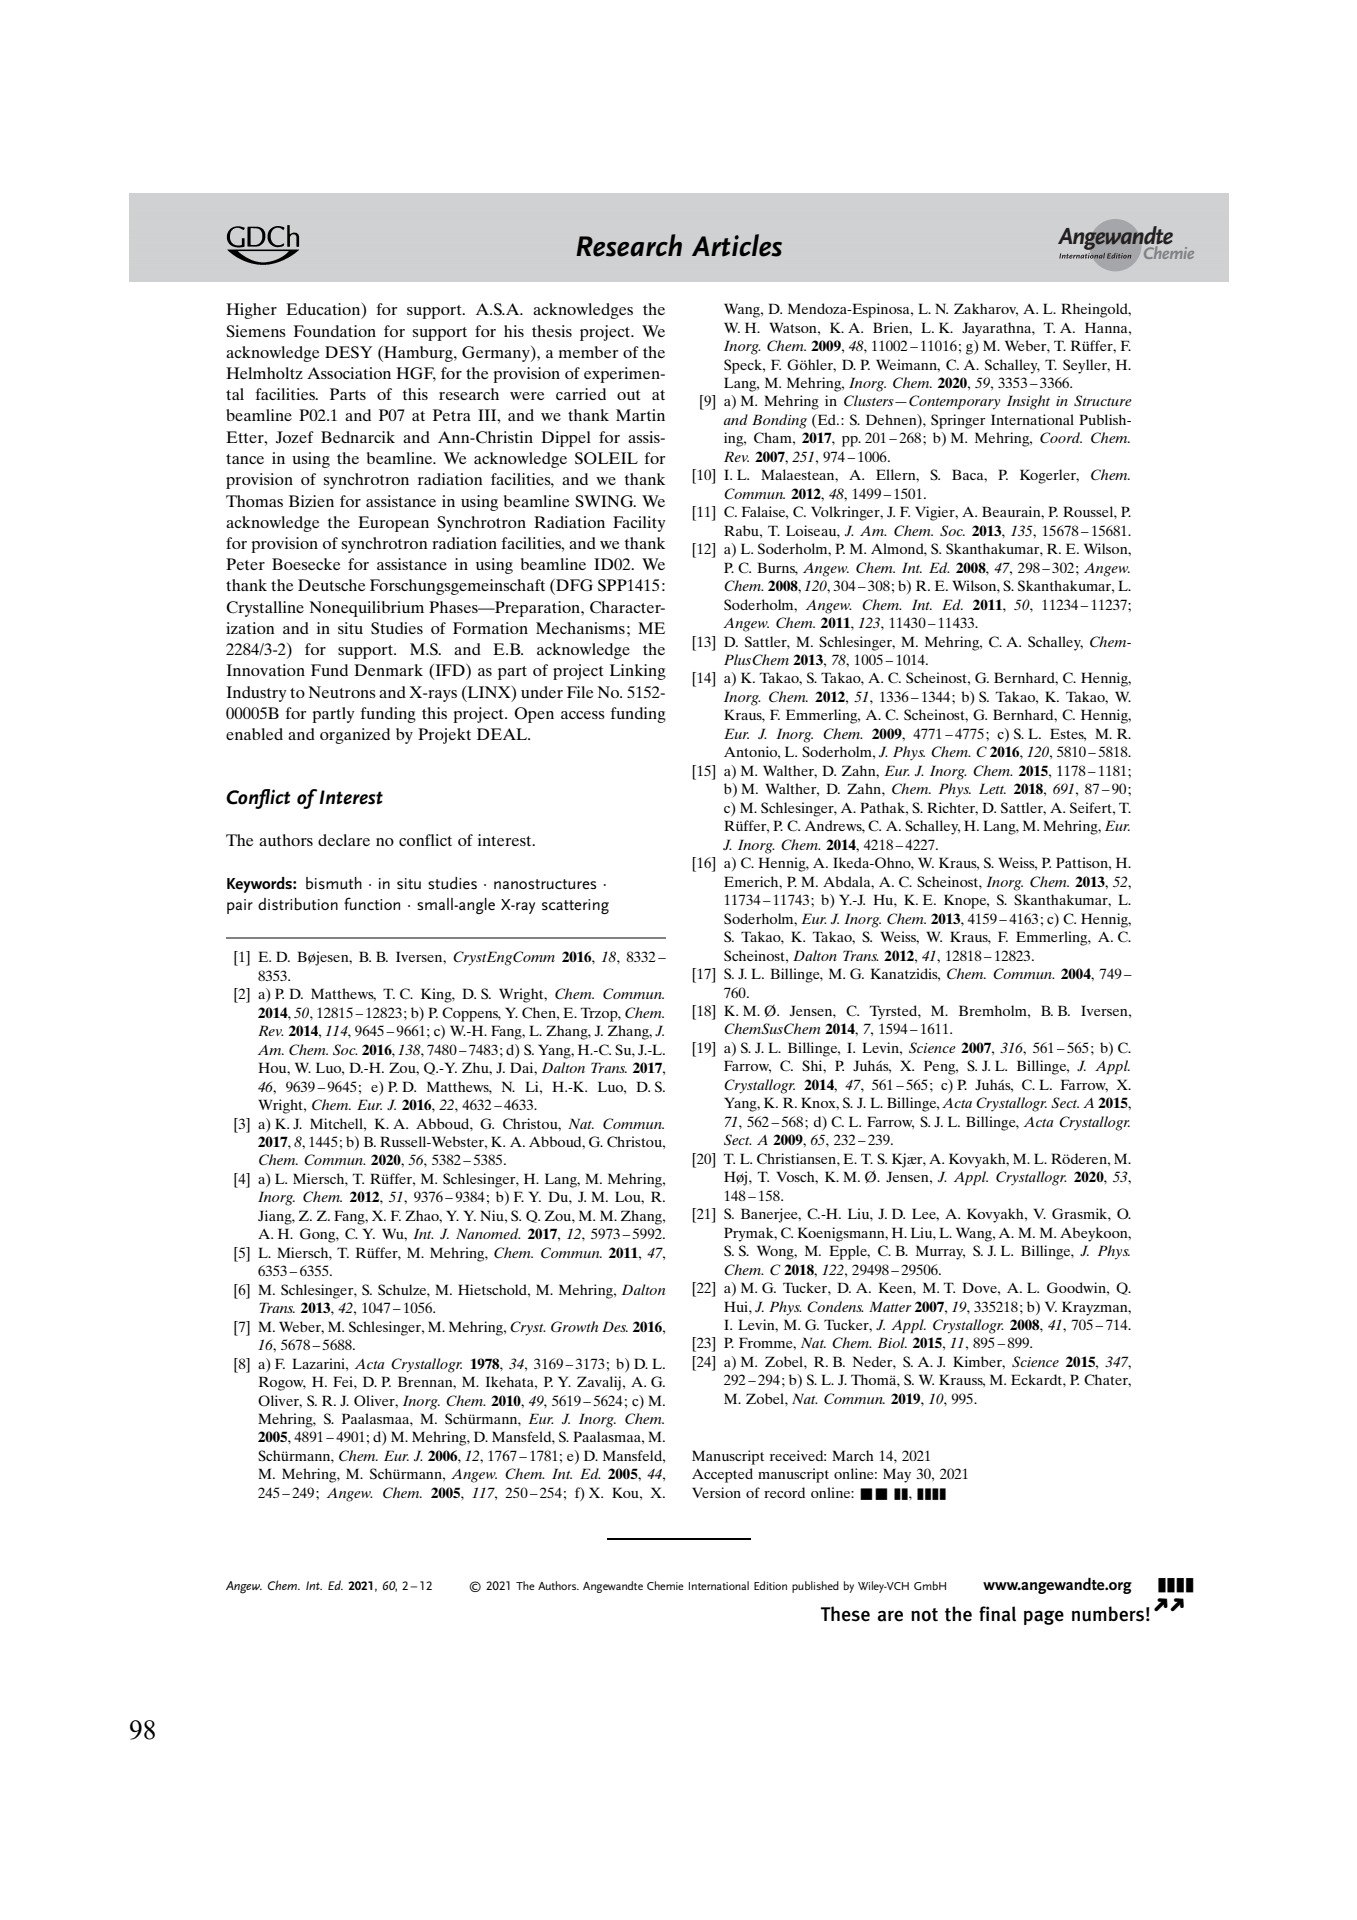 GDCh
Research Articles
Angewandte
International Edition Chemie
Higher Education) for support. A.S.A. acknowledges the
Siemens Foundation for support for his thesis project. We
acknowledge DESY (Hamburg, Germany), a member of the
Helmholtz Association HGF, for the provision of experimen-
tal facilities. Parts of this research were carried out at
beamline P02.1 and P07 at Petra III, and we thank Martin
Etter, Jozef Bednarcik and Ann-Christin Dippel for assis-
tance in using the beamline. We acknowledge SOLEIL for
provision of synchrotron radiation facilities, and we thank
Thomas Bizien for assistance in using beamline SWING. We
acknowledge the European Synchrotron Radiation Facility
for provision of synchrotron radiation facilities, and we thank
Peter Boesecke for assistance in using beamline ID02. We
thank the Deutsche Forschungsgemeinschaft (DFG SPP1415:
Crystalline Nonequilibrium Phases—Preparation, Character-
ization and in situ Studies of Formation Mechanisms; ME
2284/3-2) for support. M.S. and E.B. acknowledge the
Innovation Fund Denmark (IFD) as part of project Linking
Industry to Neutrons and X-rays (LINX) under File No. 5152-
00005B for partly funding this project. Open access funding
enabled and organized by Projekt DEAL.
Conflict of Interest
The authors declare no conflict of interest.
Keywords: bismuth · in situ studies · nanostructures ·
pair distribution function · small-angle X-ray scattering
[1] E. D. Bøjesen, B. B. Iversen, CrystEngComm 2016, 18, 8332–
8353.
[2] a) P. D. Matthews, T. C. King, D. S. Wright, Chem. Commun.
2014, 50, 12815–12823; b) P. Coppens, Y. Chen, E. Trzop, Chem.
Rev. 2014, 114, 9645–9661; c) W.-H. Fang, L. Zhang, J. Zhang, J.
Am. Chem. Soc. 2016, 138, 7480–7483; d) S. Yang, H.-C. Su, J.-L.
Hou, W. Luo, D.-H. Zou, Q.-Y. Zhu, J. Dai, Dalton Trans. 2017,
46, 9639–9645; e) P. D. Matthews, N. Li, H.-K. Luo, D. S.
Wright, Chem. Eur. J. 2016, 22, 4632–4633.
[3] a) K. J. Mitchell, K. A. Abboud, G. Christou, Nat. Commun.
2017, 8, 1445; b) B. Russell-Webster, K. A. Abboud, G. Christou,
Chem. Commun. 2020, 56, 5382–5385.
[4] a) L. Miersch, T. Rüffer, M. Schlesinger, H. Lang, M. Mehring,
Inorg. Chem. 2012, 51, 9376–9384; b) F. Y. Du, J. M. Lou, R.
Jiang, Z. Z. Fang, X. F. Zhao, Y. Y. Niu, S. Q. Zou, M. M. Zhang,
A. H. Gong, C. Y. Wu, Int. J. Nanomed. 2017, 12, 5973–5992.
[5] L. Miersch, T. Rüffer, M. Mehring, Chem. Commun. 2011, 47,
6353–6355.
[6] M. Schlesinger, S. Schulze, M. Hietschold, M. Mehring, Dalton
Trans. 2013, 42, 1047–1056.
[7] M. Weber, M. Schlesinger, M. Mehring, Cryst. Growth Des. 2016,
16, 5678–5688.
[8] a) F. Lazarini, Acta Crystallogr. 1978, 34, 3169–3173; b) D. L.
Rogow, H. Fei, D. P. Brennan, M. Ikehata, P. Y. Zavalij, A. G.
Oliver, S. R. J. Oliver, Inorg. Chem. 2010, 49, 5619–5624; c) M.
Mehring, S. Paalasmaa, M. Schürmann, Eur. J. Inorg. Chem.
2005, 4891–4901; d) M. Mehring, D. Mansfeld, S. Paalasmaa, M.
Schürmann, Chem. Eur. J. 2006, 12, 1767–1781; e) D. Mansfeld,
M. Mehring, M. Schürmann, Angew. Chem. Int. Ed. 2005, 44,
245–249; Angew. Chem. 2005, 117, 250–254; f) X. Kou, X.
Wang, D. Mendoza-Espinosa, L. N. Zakharov, A. L. Rheingold,
W. H. Watson, K. A. Brien, L. K. Jayarathna, T. A. Hanna,
Inorg. Chem. 2009, 48, 11002–11016; g) M. Weber, T. Rüffer, F.
Speck, F. Göhler, D. P. Weimann, C. A. Schalley, T. Seyller, H.
Lang, M. Mehring, Inorg. Chem. 2020, 59, 3353–3366.
[9] a) M. Mehring in Clusters—Contemporary Insight in Structure
and Bonding (Ed.: S. Dehnen), Springer International Publish-
ing, Cham, 2017, pp. 201–268; b) M. Mehring, Coord. Chem.
Rev. 2007, 251, 974–1006.
[10] I. L. Malaestean, A. Ellern, S. Baca, P. Kogerler, Chem.
Commun. 2012, 48, 1499–1501.
[11] C. Falaise, C. Volkringer, J. F. Vigier, A. Beaurain, P. Roussel, P.
Rabu, T. Loiseau, J. Am. Chem. Soc. 2013, 135, 15678–15681.
[12] a) L. Soderholm, P. M. Almond, S. Skanthakumar, R. E. Wilson,
P. C. Burns, Angew. Chem. Int. Ed. 2008, 47, 298–302; Angew.
Chem. 2008, 120, 304–308; b) R. E. Wilson, S. Skanthakumar, L.
Soderholm, Angew. Chem. Int. Ed. 2011, 50, 11234–11237;
Angew. Chem. 2011, 123, 11430–11433.
[13] D. Sattler, M. Schlesinger, M. Mehring, C. A. Schalley, Chem-
PlusChem 2013, 78, 1005–1014.
[14] a) K. Takao, S. Takao, A. C. Scheinost, G. Bernhard, C. Hennig,
Inorg. Chem. 2012, 51, 1336–1344; b) S. Takao, K. Takao, W.
Kraus, F. Emmerling, A. C. Scheinost, G. Bernhard, C. Hennig,
Eur. J. Inorg. Chem. 2009, 4771–4775; c) S. L. Estes, M. R.
Antonio, L. Soderholm, J. Phys. Chem. C 2016, 120, 5810–5818.
[15] a) M. Walther, D. Zahn, Eur. J. Inorg. Chem. 2015, 1178–1181;
b) M. Walther, D. Zahn, Chem. Phys. Lett. 2018, 691, 87–90;
c) M. Schlesinger, A. Pathak, S. Richter, D. Sattler, A. Seifert, T.
Rüffer, P. C. Andrews, C. A. Schalley, H. Lang, M. Mehring, Eur.
J. Inorg. Chem. 2014, 4218–4227.
[16] a) C. Hennig, A. Ikeda-Ohno, W. Kraus, S. Weiss, P. Pattison, H.
Emerich, P. M. Abdala, A. C. Scheinost, Inorg. Chem. 2013, 52,
11734–11743; b) Y.-J. Hu, K. E. Knope, S. Skanthakumar, L.
Soderholm, Eur. J. Inorg. Chem. 2013, 4159–4163; c) C. Hennig,
S. Takao, K. Takao, S. Weiss, W. Kraus, F. Emmerling, A. C.
Scheinost, Dalton Trans. 2012, 41, 12818–12823.
[17] S. J. L. Billinge, M. G. Kanatzidis, Chem. Commun. 2004, 749–
760.
[18] K. M. Ø. Jensen, C. Tyrsted, M. Bremholm, B. B. Iversen,
ChemSusChem 2014, 7, 1594–1611.
[19] a) S. J. L. Billinge, I. Levin, Science 2007, 316, 561–565; b) C.
Farrow, C. Shi, P. Juhás, X. Peng, S. J. L. Billinge, J. Appl.
Crystallogr. 2014, 47, 561–565; c) P. Juhás, C. L. Farrow, X.
Yang, K. R. Knox, S. J. L. Billinge, Acta Crystallogr. Sect. A 2015,
71, 562–568; d) C. L. Farrow, S. J. L. Billinge, Acta Crystallogr.
Sect. A 2009, 65, 232–239.
[20] T. L. Christiansen, E. T. S. Kjær, A. Kovyakh, M. L. Röderen, M.
Høj, T. Vosch, K. M. Ø. Jensen, J. Appl. Crystallogr. 2020, 53,
148–158.
[21] S. Banerjee, C.-H. Liu, J. D. Lee, A. Kovyakh, V. Grasmik, O.
Prymak, C. Koenigsmann, H. Liu, L. Wang, A. M. M. Abeykoon,
S. S. Wong, M. Epple, C. B. Murray, S. J. L. Billinge, J. Phys.
Chem. C 2018, 122, 29498–29506.
[22] a) M. G. Tucker, D. A. Keen, M. T. Dove, A. L. Goodwin, Q.
Hui, J. Phys. Condens. Matter 2007, 19, 335218; b) V. Krayzman,
I. Levin, M. G. Tucker, J. Appl. Crystallogr. 2008, 41, 705–714.
[23] P. Fromme, Nat. Chem. Biol. 2015, 11, 895–899.
[24] a) M. Zobel, R. B. Neder, S. A. J. Kimber, Science 2015, 347,
292–294; b) S. L. J. Thomä, S. W. Krauss, M. Eckardt, P. Chater,
M. Zobel, Nat. Commun. 2019, 10, 995.
Manuscript received: March 14, 2021
Accepted manuscript online: May 30, 2021
Version of record online: ■■ ▮▮, ▮▮▮▮
Angew. Chem. Int. Ed. 2021, 60, 2–12 © 2021 The Authors. Angewandte Chemie International Edition published by Wiley-VCH GmbH www.angewandte.org ▮▮▮▮
These are not the final page numbers!
98